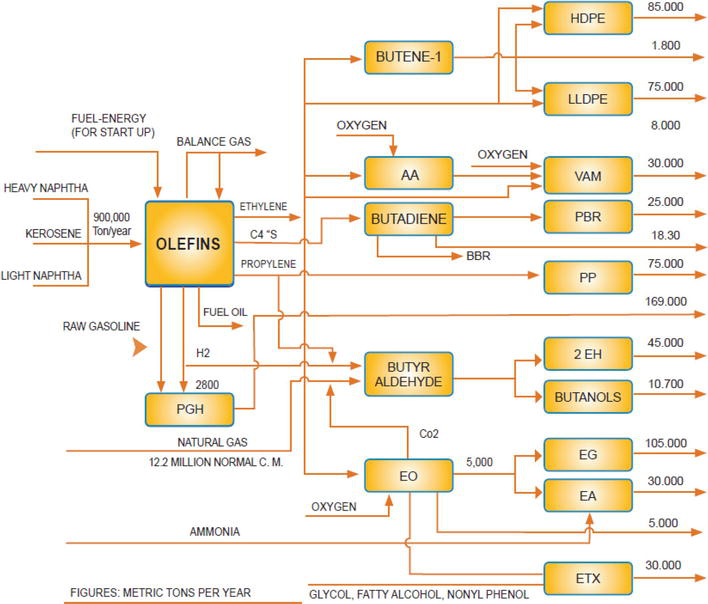 HDPE
85.000
BUTENE-1
1.800
LLDPE
75.000
8.000
FUEL-ENERGY
(FOR START UP)
BALANCE GAS
OXYGEN
OXYGEN
AA
VAM
30.000
HEAVY NAPHTHA
900,000
Ton/year
KEROSENE
LIGHT NAPHTHA
OLEFINS
ETHYLENE
C4 "S
PROPYLENE
BUTADIENE
PBR
25.000
18.30
BBR
PP
75.000
169.000
FUEL OIL
RAW GASOLINE
H2
2800
PGH
BUTYR
ALDEHYDE
2 EH
45.000
BUTANOLS
10.700
NATURAL GAS
12.2 MILLION NORMAL C. M.
Co2
EO
5,000
EG
105.000
EA
30.000
OXYGEN
AMMONIA
5.000
ETX
30.000
FIGURES: METRIC TONS PER YEAR
GLYCOL, FATTY ALCOHOL, NONYL PHENOL